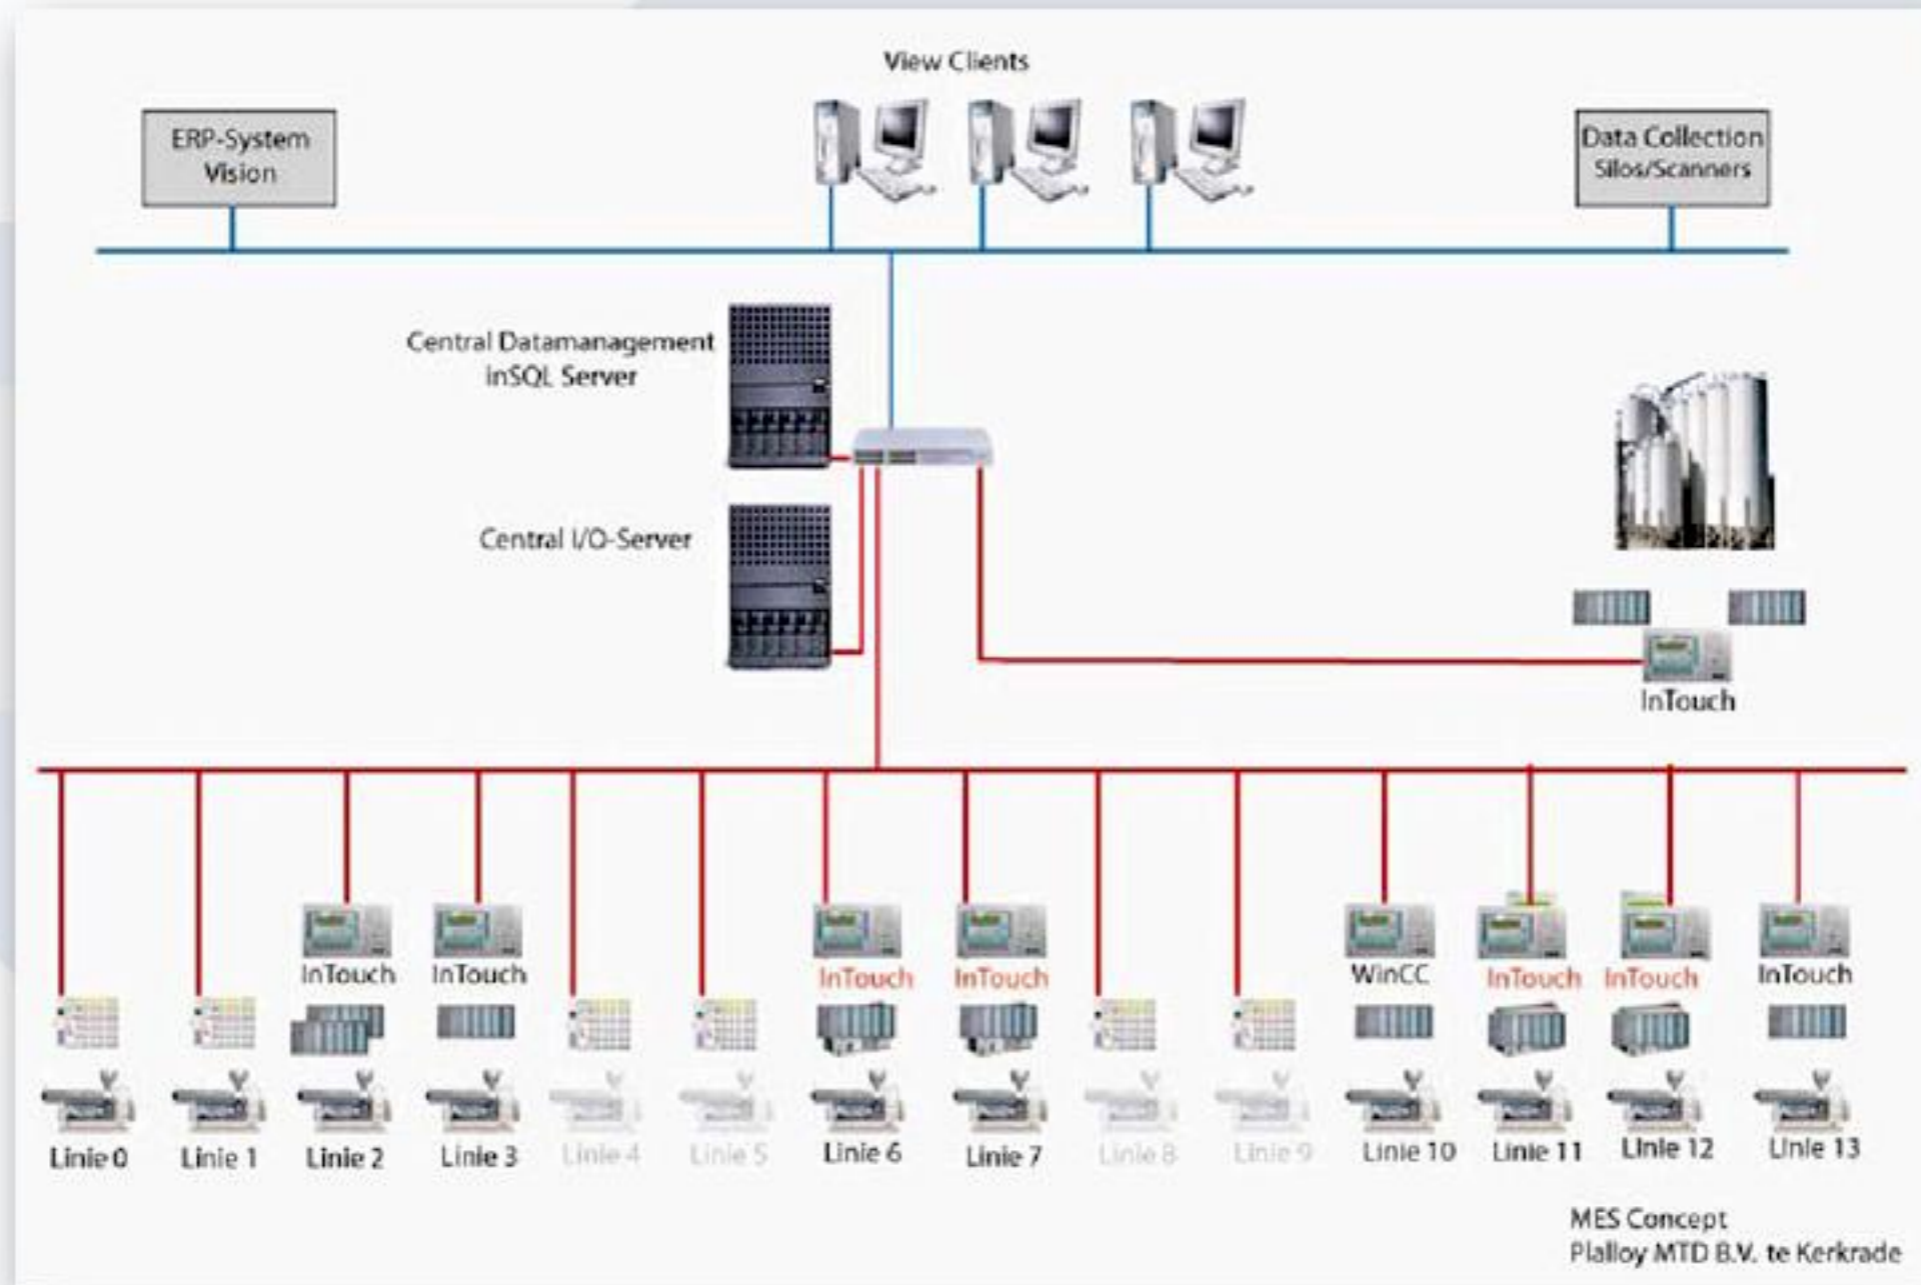 View Clients
ERP-System
Vision
Data Collection
Silos/Scanners
Central Datamanagement
inSQL Server
Central I/O-Server
InTouch
InTouch
InTouch
InTouch
InTouch
WinCC
InTouch
InTouch
InTouch
Linie 0
Linie 1
Linie 2
Linie 3
Linie 4
Linie 5
Linie 6
Linie 7
Linie 8
Linie 9
Linie 10
Linie 11
Linie 12
Linie 13
MES Concept
Plalloy MTD B.V. te Kerkrade